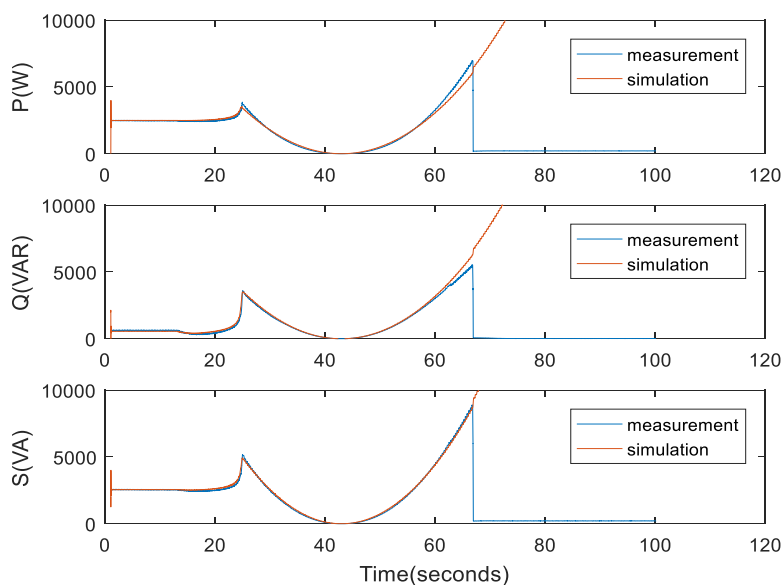 10000
5000
0
P(W)
measurement
simulation
0 20 40 60 80 100 120
10000
5000
0
Q(VAR)
measurement
simulation
0 20 40 60 80 100 120
10000
5000
0
S(VA)
measurement
simulation
0 20 40 60 80 100 120
Time(seconds)